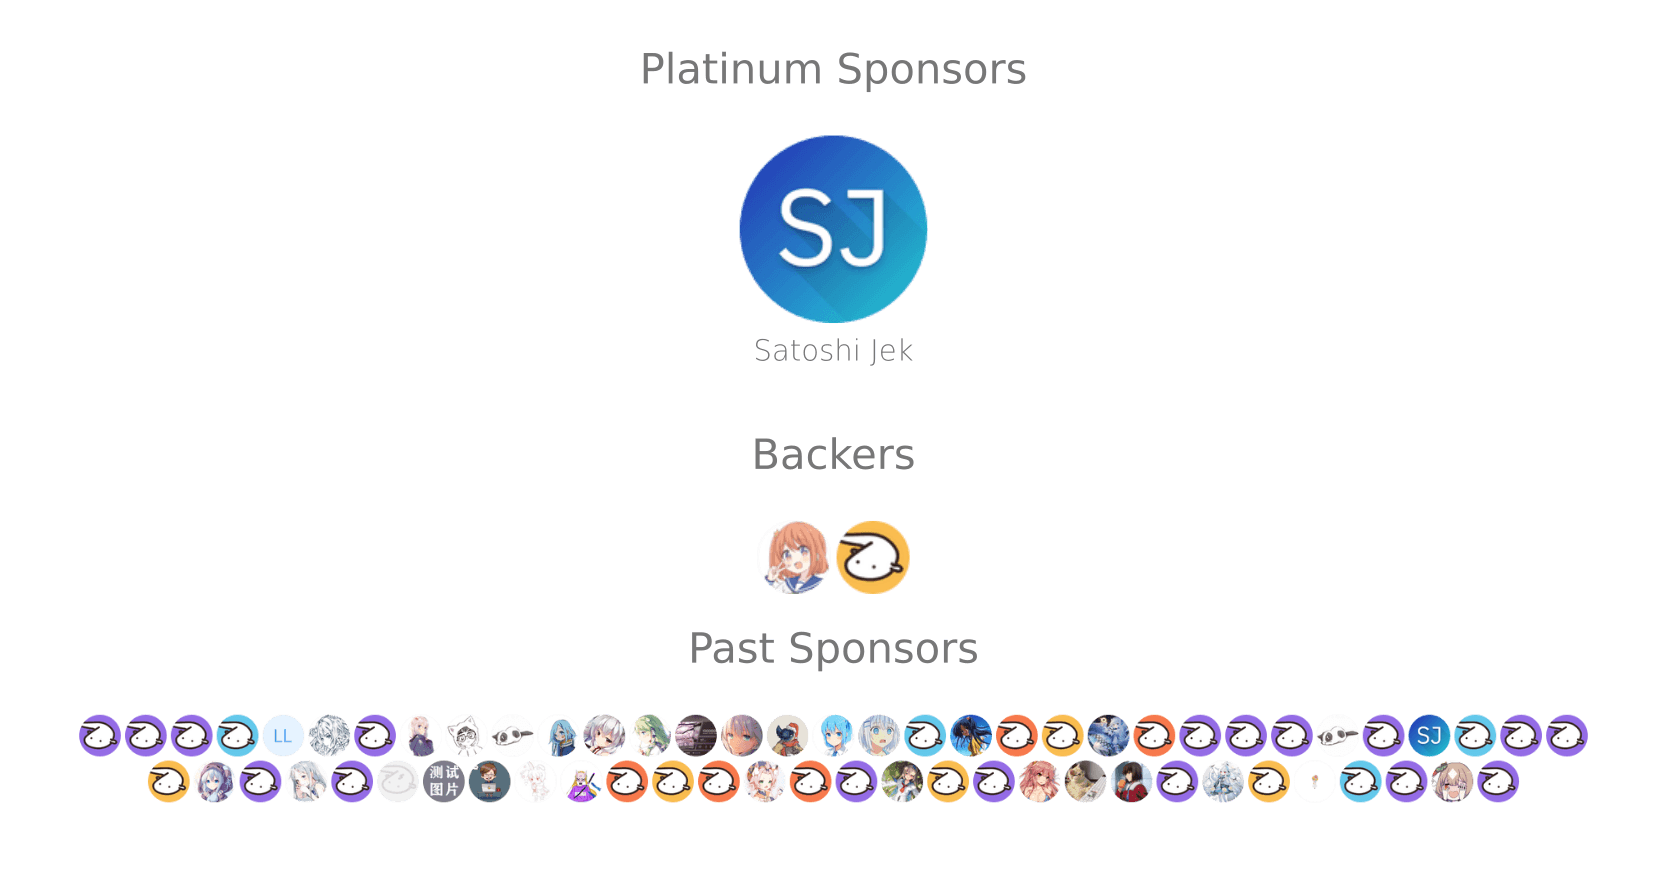 Platinum Sponsors
SJ
Satoshi Jek
Backers
Past Sponsors
LL
SJ
测试
图片